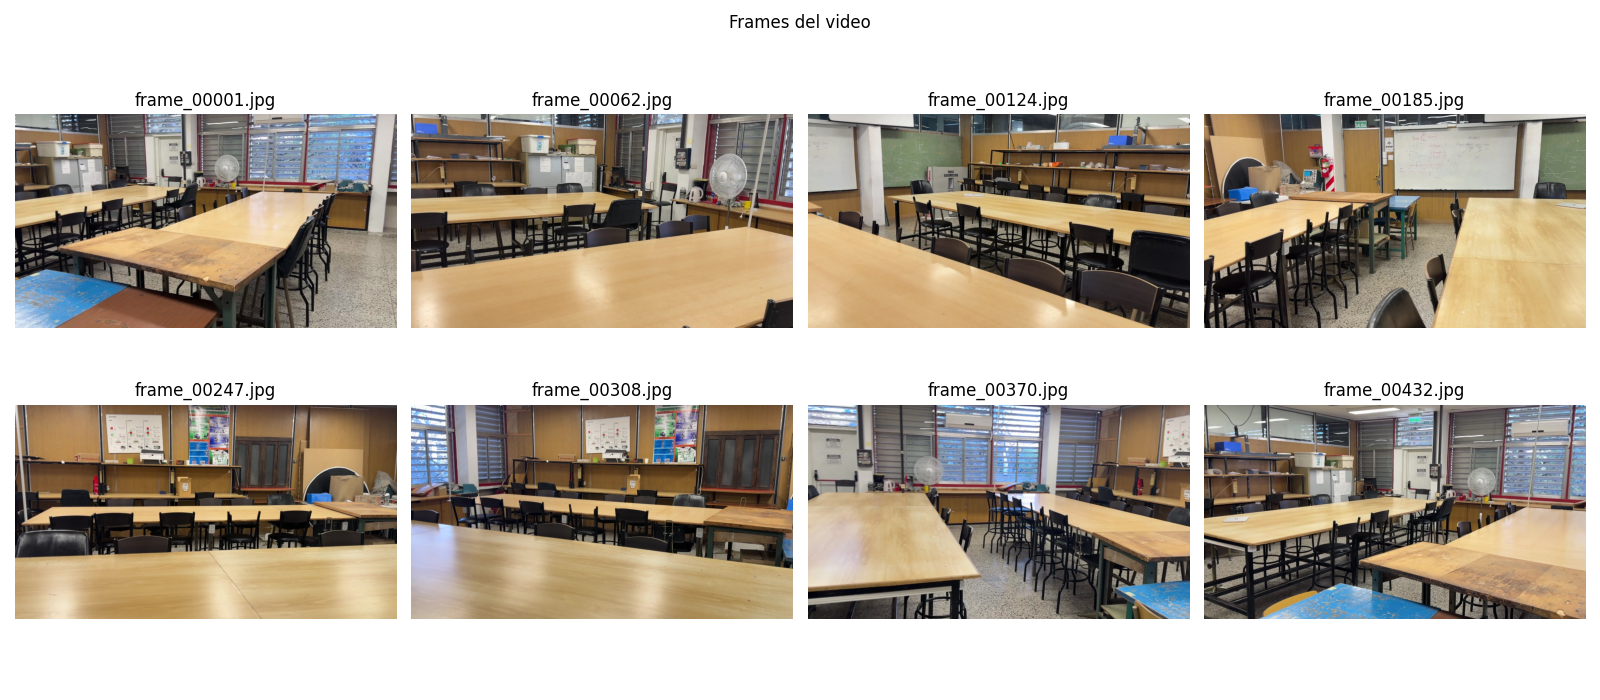 Frames del video
frame_00001.jpg
frame_00062.jpg
frame_00124.jpg
frame_00185.jpg
frame_00247.jpg
frame_00308.jpg
frame_00370.jpg
frame_00432.jpg